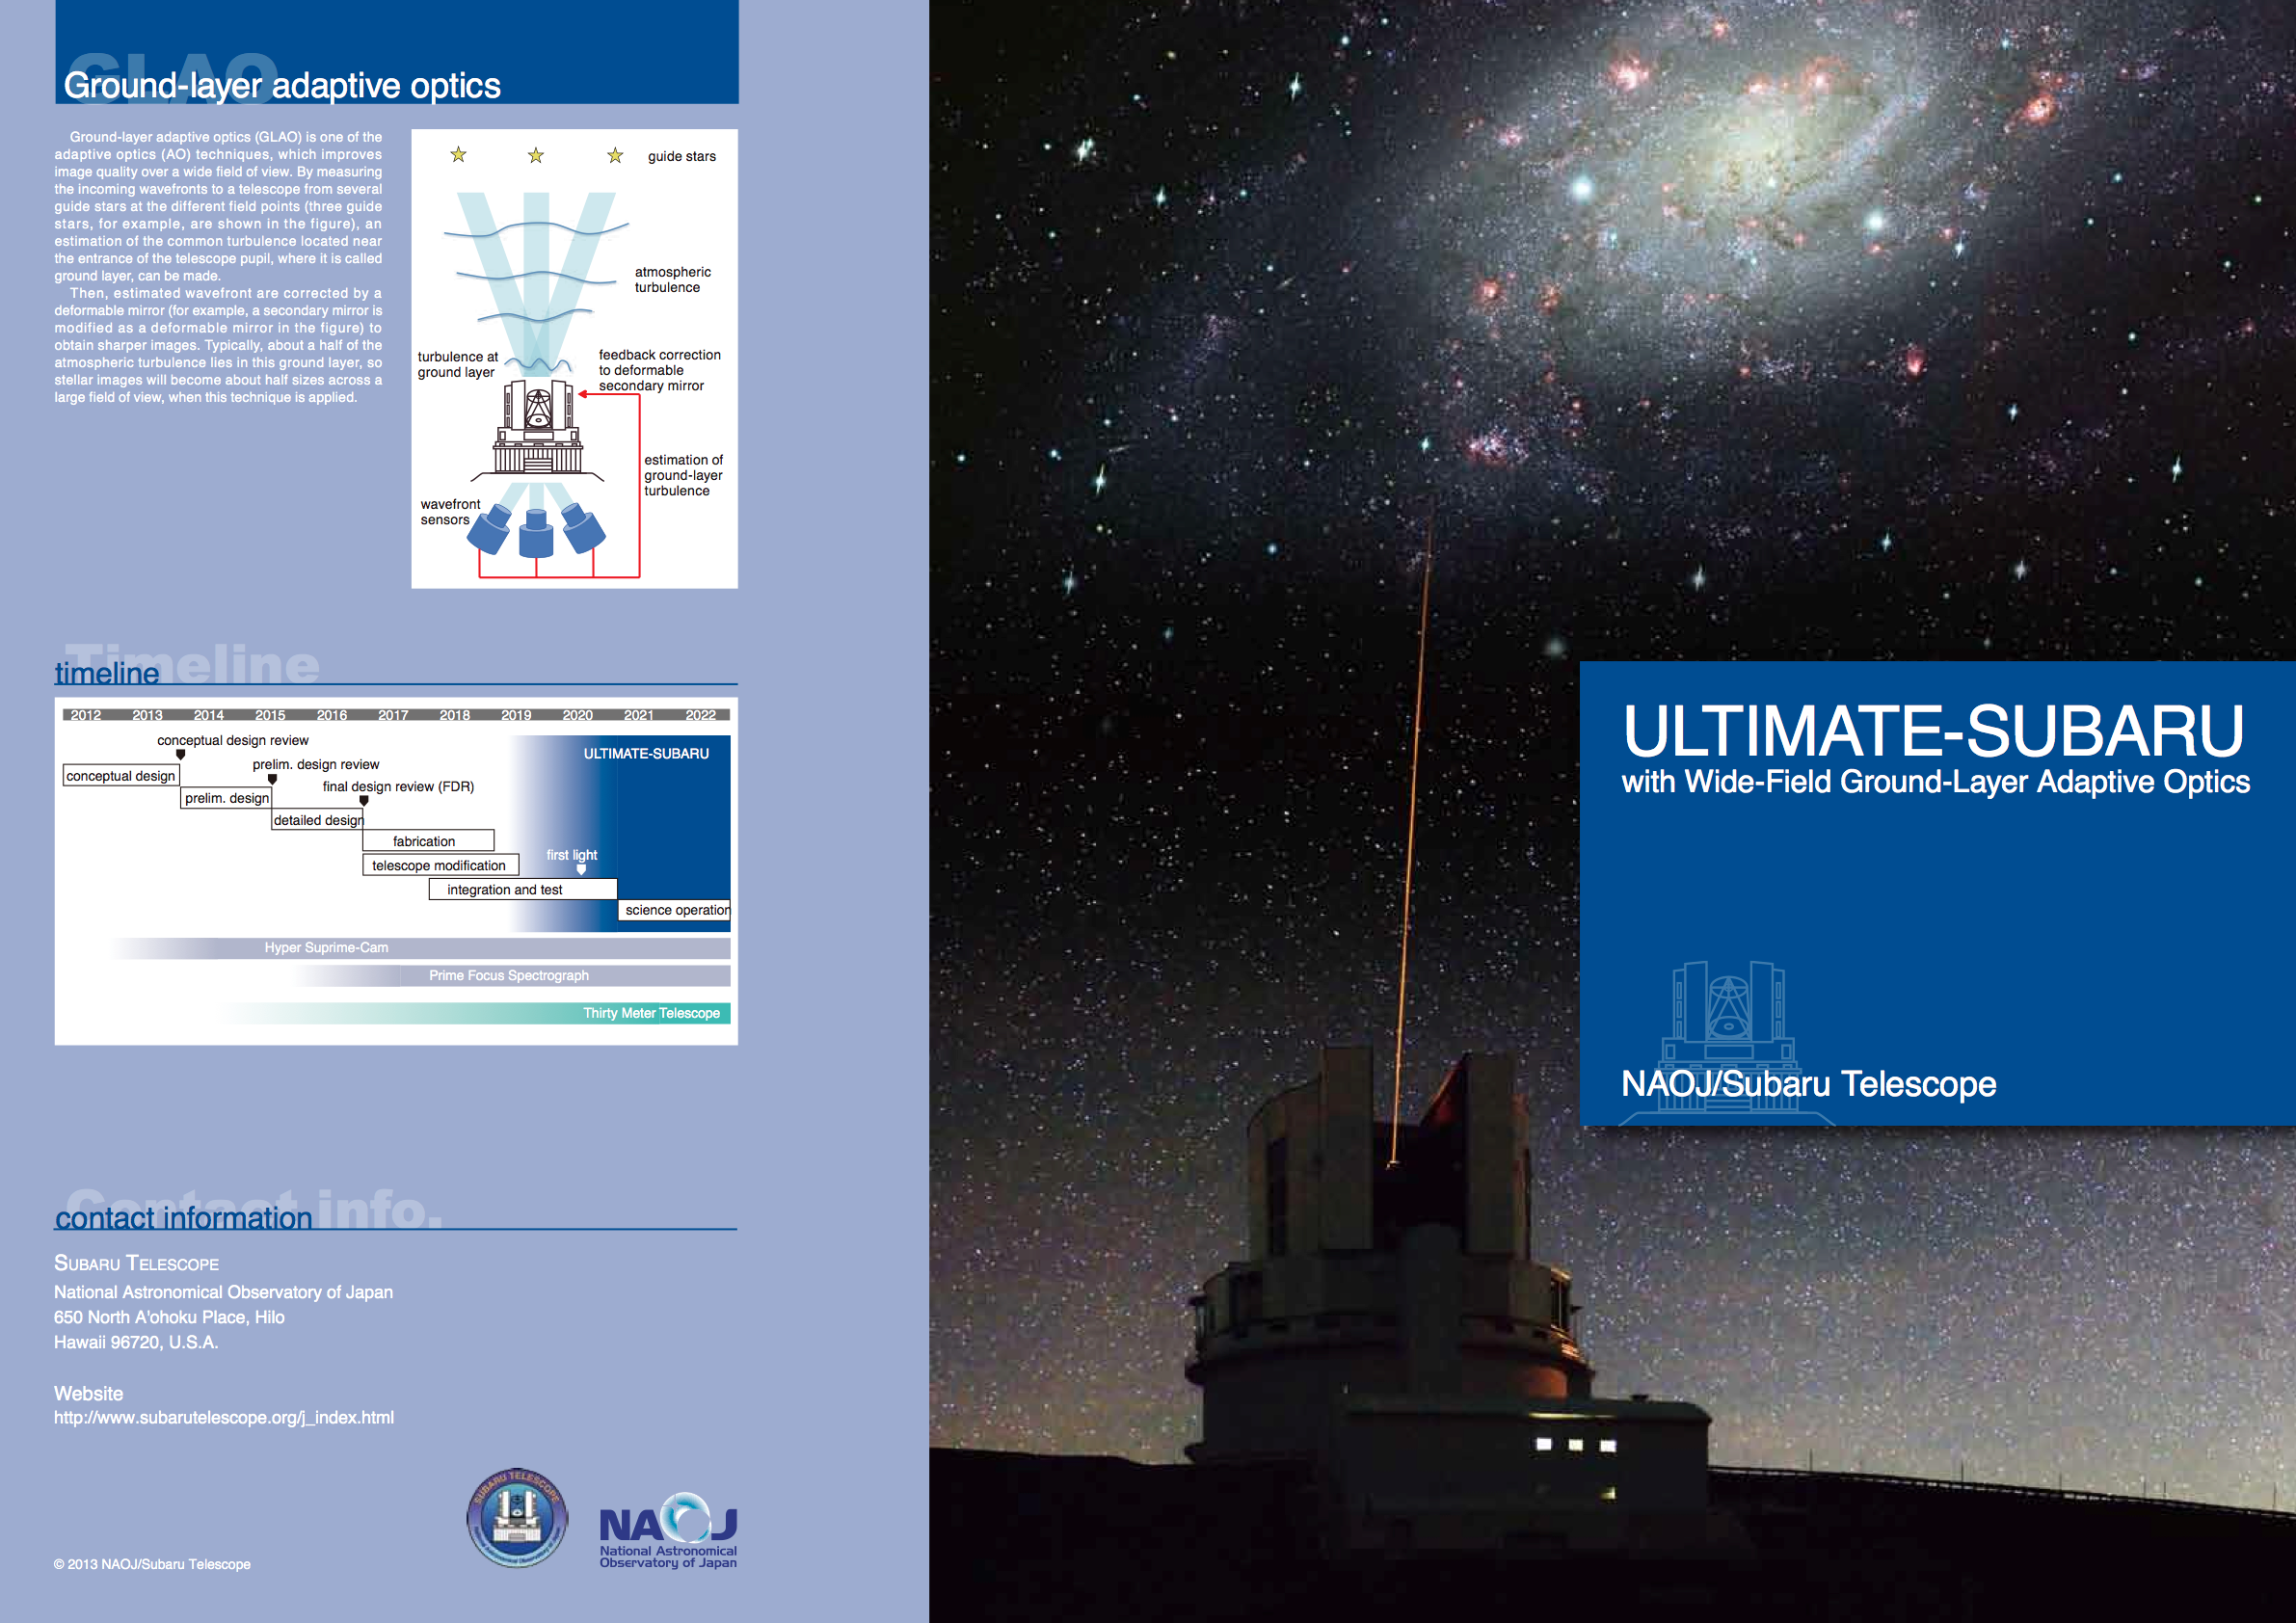 GLAO
Ground-layer adaptive optics
Ground-layer adaptive optics (GLAO) is one of the
adaptive optics (AO) techniques, which improves
image quality over a wide field of view. By measuring
the incoming wavefronts to a telescope from several
guide stars at the different field points (three guide
stars, for example, are shown in the figure), an
estimation of the common turbulence located near
the entrance of the telescope pupil, where it is called
ground layer, can be made.
Then, estimated wavefront are corrected by a
deformable mirror (for example, a secondary mirror is
modified as a deformable mirror in the figure) to
obtain sharper images. Typically, about a half of the
atmospheric turbulence lies in this ground layer, so
stellar images will become about half sizes across a
large field of view, when this technique is applied.
guide stars
atmospheric
turbulence
turbulence at
ground layer
feedback correction
to deformable
secondary mirror
estimation of
ground-layer
turbulence
wavefront
sensors
Timeline
timeline
2012 2013 2014 2015 2016 2017 2018 2019 2020 2021 2022
conceptual design review
ULTIMATE-SUBARU
prelim. design review
conceptual design
final design review (FDR)
prelim. design
detailed design
fabrication
first light
telescope modification
integration and test
science operation
Hyper Suprime-Cam
Prime Focus Spectrograph
Thirty Meter Telescope
Contact info.
contact information
SUBARU TELESCOPE
National Astronomical Observatory of Japan
650 North A'ohoku Place, Hilo
Hawaii 96720, U.S.A.
Website
http://www.subarutelescope.org/j_index.html
SUBARU TELESCOPE
National Astronomical Observatory of Japan
NAOJ
National Astronomical
Observatory of Japan
© 2013 NAOJ/Subaru Telescope
ULTIMATE-SUBARU
with Wide-Field Ground-Layer Adaptive Optics
NAOJ/Subaru Telescope